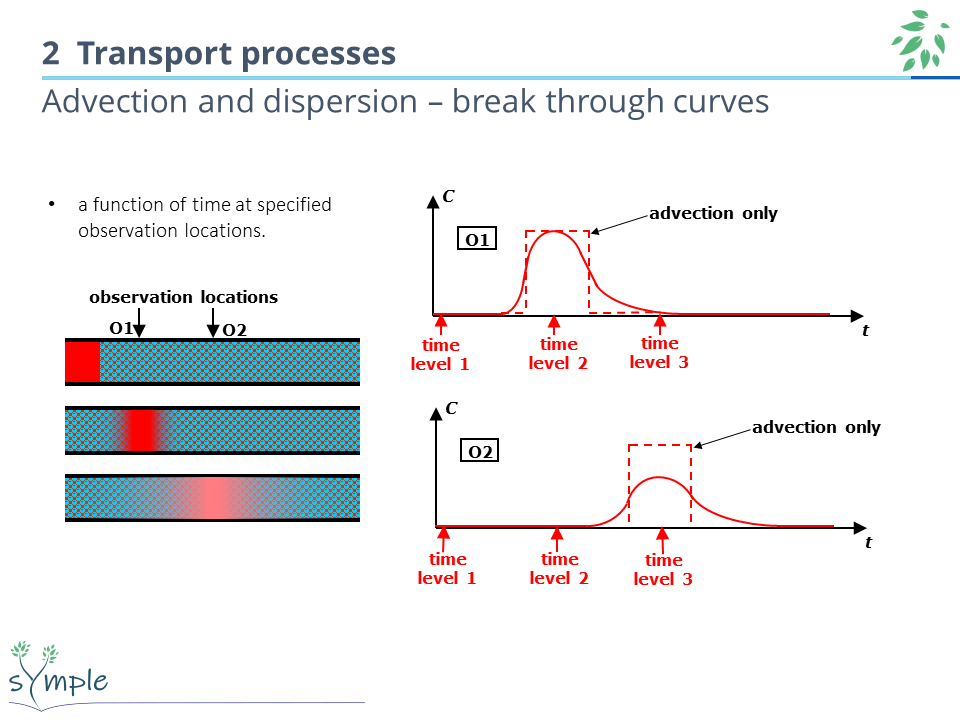 2 Transport processes
Advection and dispersion – break through curves
• a function of time at specified
observation locations.
observation locations
O1 O2
C
O1
advection only
t
time
level 1
time
level 2
time
level 3
C
O2
advection only
t
time
level 1
time
level 2
time
level 3
sYmple